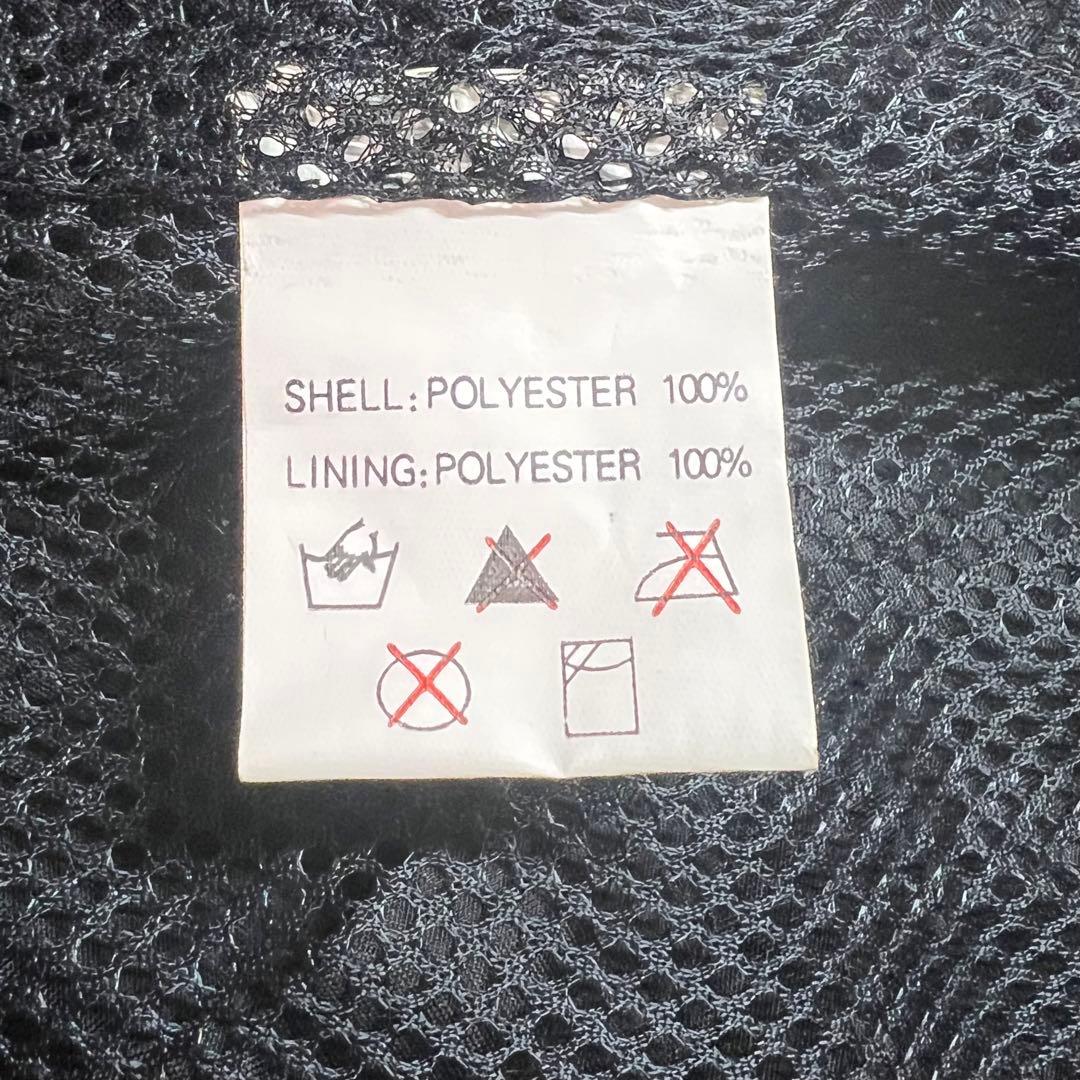 SHELL: POLYESTER 100%
LINING: POLYESTER 100%